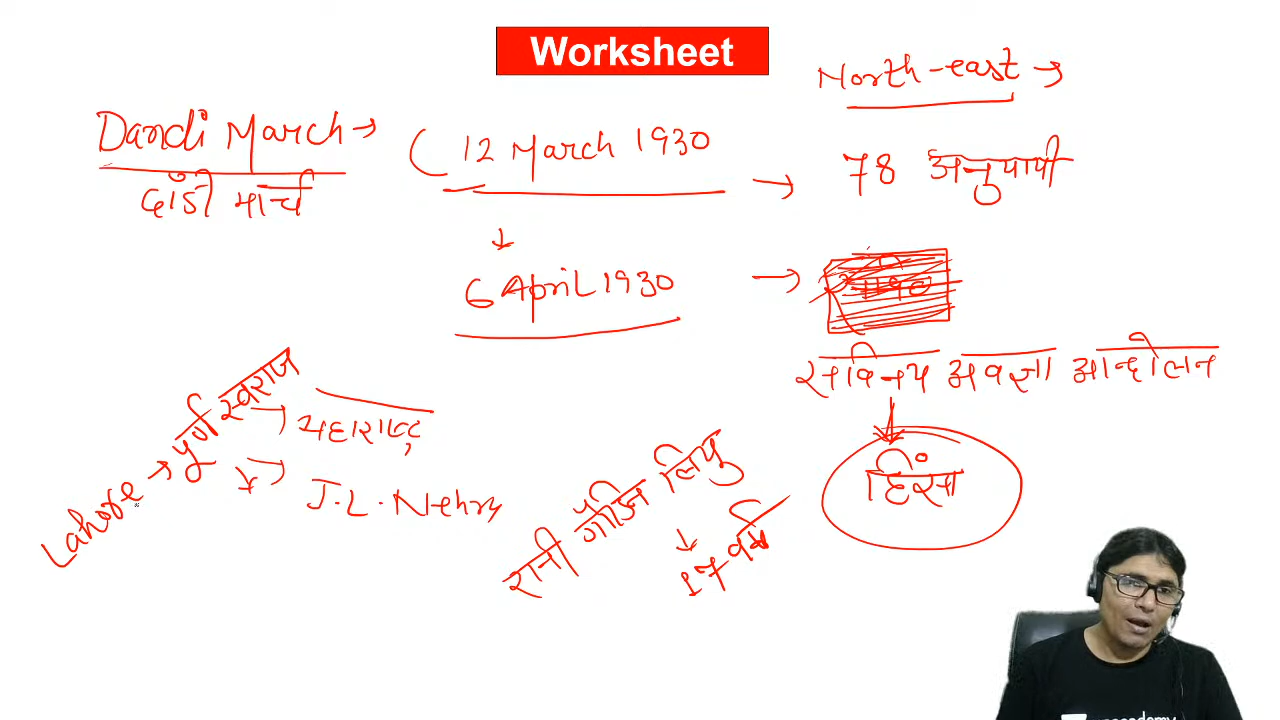 Worksheet
North-east →
Dandi March → ( 12 March 1930 → 78 अनुयायी
दांडी मार्च
↓
6 April 1930 →
सविनय अवज्ञा आन्दोलन
↓
हिंसा
Lahore → पूर्ण स्वराज
→
↓ → J.L. Nehru
रानी गौडिन लियु
↓
17 वर्ष